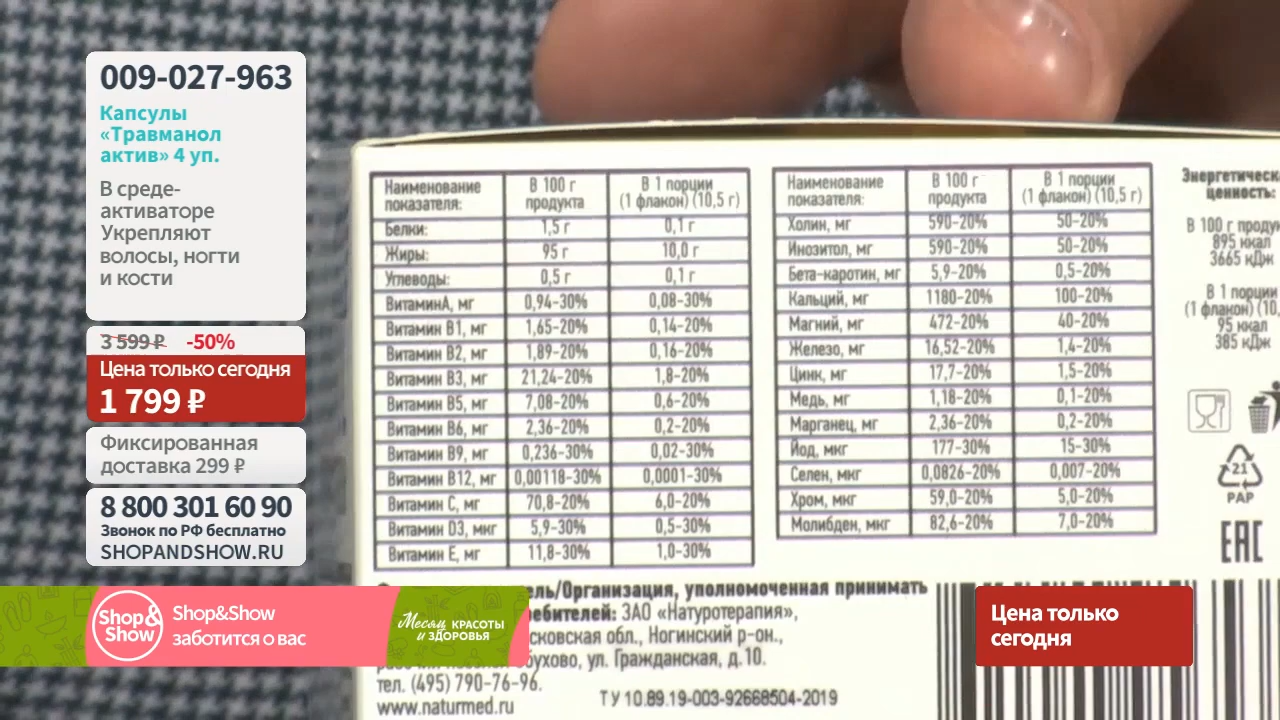 009-027-963
Капсулы
«Травманол
актив» 4 уп.
В среде-
активаторе
Укрепляют
волосы, ногти
и кости
3 599 ₽ -50%
Цена только сегодня
1 799 ₽
Фиксированная
доставка 299 ₽
8 800 301 60 90
Звонок по РФ бесплатно
SHOPANDSHOW.RU
Наименование показателя: В 100 г продукта В 1 порции (1 флакон) (10,5 г)
Белки: 1,5 г 0,1 г
Жиры: 95 г 10,0 г
Углеводы: 0,5 г 0,1 г
ВитаминА, мг 0,94-30% 0,08-30%
Витамин В1, мг 1,65-20% 0,14-20%
Витамин В2, мг 1,89-20% 0,16-20%
Витамин В3, мг 21,24-20% 1,8-20%
Витамин В5, мг 7,08-20% 0,6-20%
Витамин В6, мг 2,36-20% 0,2-20%
Витамин В9, мг 0,236-30% 0,02-30%
Витамин В12, мг 0,00118-30% 0,0001-30%
Витамин С, мг 70,8-20% 6,0-20%
Витамин D3, мкг 5,9-30% 0,5-30%
Витамин Е, мг 11,8-30% 1,0-30%
Наименование показателя: В 100 г продукта В 1 порции (1 флакон) (10,5 г)
Холин, мг 590-20% 50-20%
Инозитол, мг 590-20% 50-20%
Бета-каротин, мг 5,9-20% 0,5-20%
Кальций, мг 1180-20% 100-20%
Магний, мг 472-20% 40-20%
Железо, мг 16,52-20% 1,4-20%
Цинк, мг 17,7-20% 1,5-20%
Медь, мг 1,18-20% 0,1-20%
Марганец, мг 2,36-20% 0,2-20%
Йод, мкг 177-30% 15-30%
Селен, мкг 0,0826-20% 0,007-20%
Хром, мкг 59,0-20% 5,0-20%
Молибден, мкг 82,6-20% 7,0-20%
Энергетическа
ценность:
В 100 г продук
895 ккал
3665 кДж
В 1 порции
(1 флакон) (10,
95 ккал
385 кДж
21
PAP
EAC
ель/Организация, уполномоченная принимать
ребителей: ЗАО «Натуротерапия»,
сковская обл., Ногинский р-он.,
бухово, ул. Гражданская, д.10.
тел. (495) 790-76-96.
ТУ 10.89.19-003-92668504-2019
www.naturmed.ru
Shop&
Show
Shop&Show
заботится о вас
Месяц КРАСОТЫ
и ЗДОРОВЬЯ
Цена только
сегодня